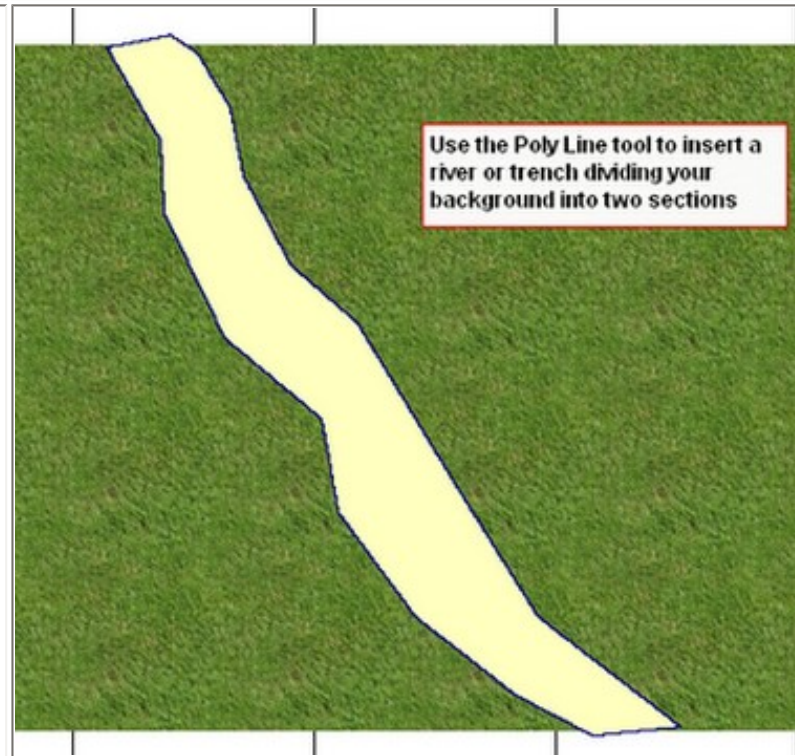 Use the Poly Line tool to insert a
river or trench dividing your
background into two sections